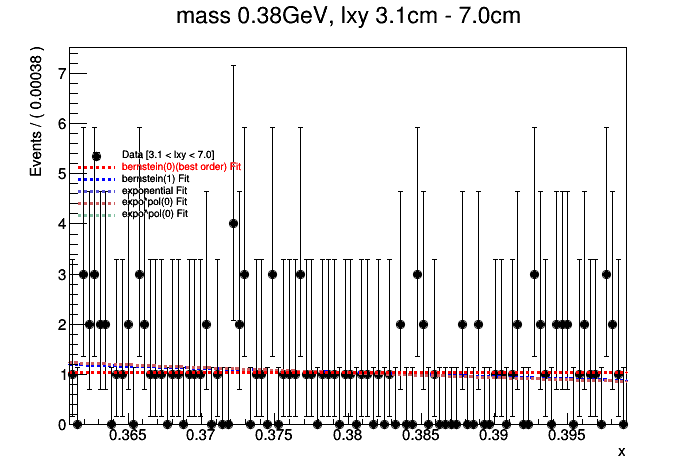 mass 0.38GeV, lxy 3.1cm - 7.0cm
Events / ( 0.00038 )
7
6
5
4
3
2
1
0
Data [3.1 < lxy < 7.0]
bernstein(0)(best order) Fit
bernstein(1) Fit
exponential Fit
expo*pol(0) Fit
expo*pol(0) Fit
0.365 0.37 0.375 0.38 0.385 0.39 0.395
x